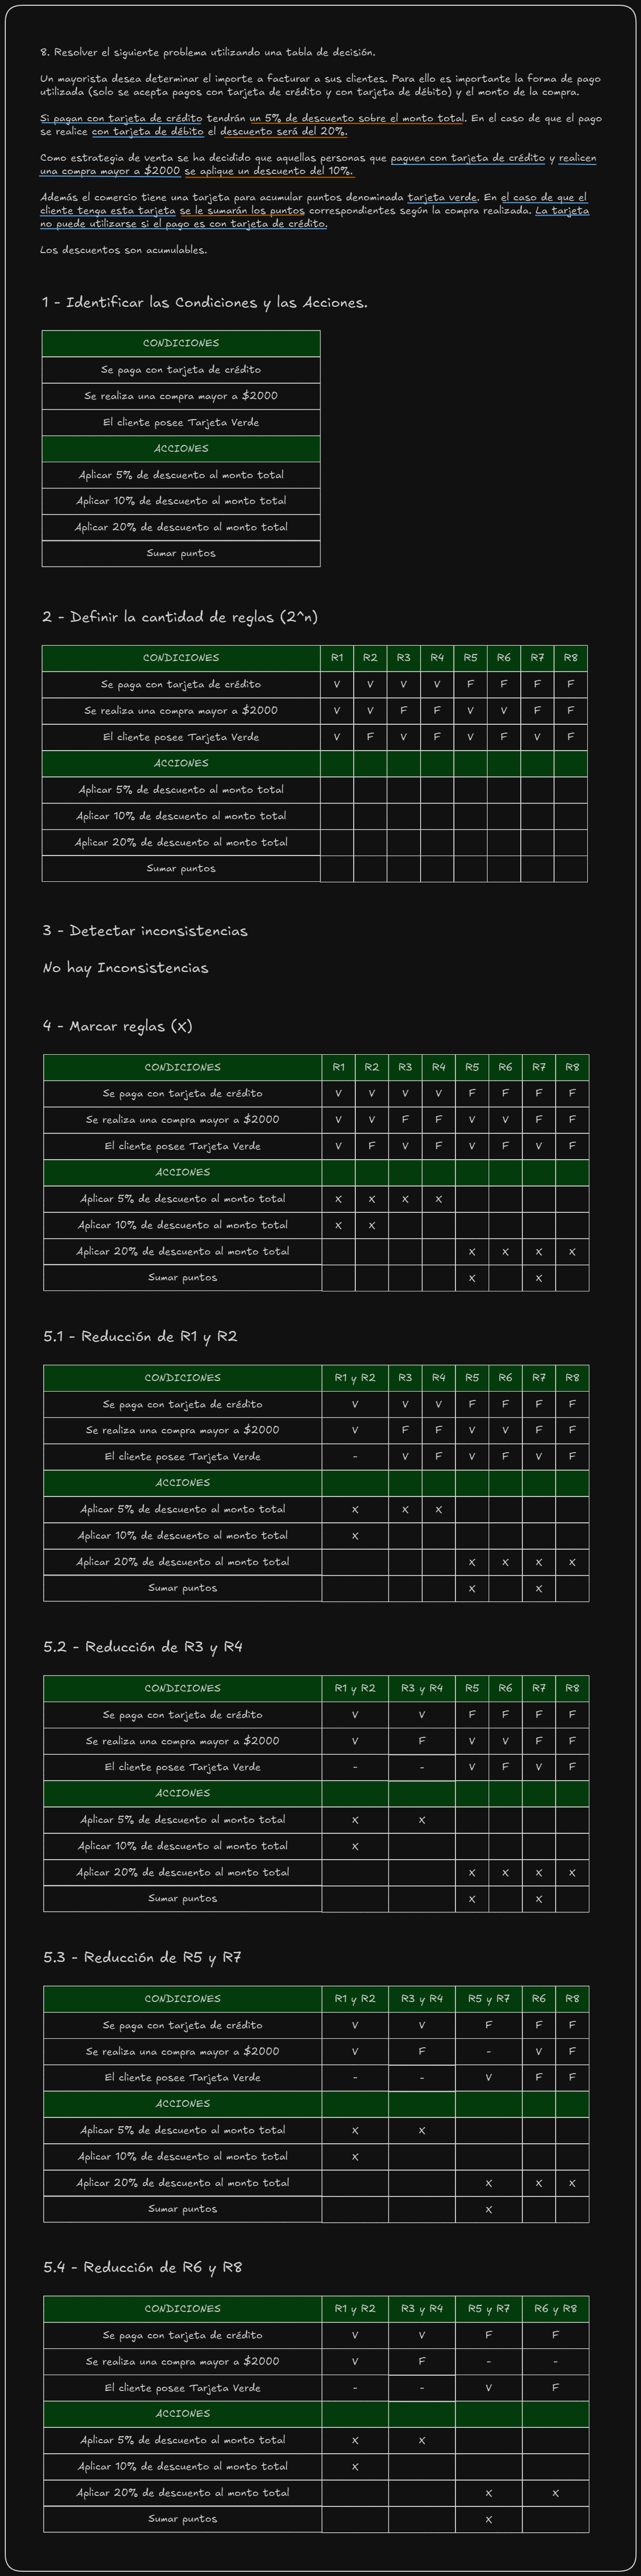 8. Resolver el siguiente problema utilizando una tabla de decisión.
Un mayorista desea determinar el importe a facturar a sus clientes. Para ello es importante la forma de pago
utilizada (solo se acepta pagos con tarjeta de crédito y con tarjeta de débito) y el monto de la compra.
Si pagan con tarjeta de crédito tendrán un 5% de descuento sobre el monto total. En el caso de que el pago
se realice con tarjeta de débito el descuento será del 20%.
Como estrategia de venta se ha decidido que aquellas personas que paguen con tarjeta de crédito y realicen
una compra mayor a $2000 se aplique un descuento del 10%.
Además el comercio tiene una tarjeta para acumular puntos denominada tarjeta verde. En el caso de que el
cliente tenga esta tarjeta se le sumarán los puntos correspondientes según la compra realizada. La tarjeta
no puede utilizarse si el pago es con tarjeta de crédito.
Los descuentos son acumulables.
1 - Identificar las Condiciones y las Acciones.
CONDICIONES
Se paga con tarjeta de crédito
Se realiza una compra mayor a $2000
El cliente posee Tarjeta Verde
ACCIONES
Aplicar 5% de descuento al monto total
Aplicar 10% de descuento al monto total
Aplicar 20% de descuento al monto total
Sumar puntos
2 - Definir la cantidad de reglas (2^n)
CONDICIONES R1 R2 R3 R4 R5 R6 R7 R8
Se paga con tarjeta de crédito V V V V F F F F
Se realiza una compra mayor a $2000 V V F F V V F F
El cliente posee Tarjeta Verde V F V F V F V F
ACCIONES
Aplicar 5% de descuento al monto total
Aplicar 10% de descuento al monto total
Aplicar 20% de descuento al monto total
Sumar puntos
3 - Detectar inconsistencias
No hay Inconsistencias
4 - Marcar reglas (X)
CONDICIONES R1 R2 R3 R4 R5 R6 R7 R8
Se paga con tarjeta de crédito V V V V F F F F
Se realiza una compra mayor a $2000 V V F F V V F F
El cliente posee Tarjeta Verde V F V F V F V F
ACCIONES
Aplicar 5% de descuento al monto total X X X X
Aplicar 10% de descuento al monto total X X
Aplicar 20% de descuento al monto total X X X X
Sumar puntos X X
5.1 - Reducción de R1 y R2
CONDICIONES R1 y R2 R3 R4 R5 R6 R7 R8
Se paga con tarjeta de crédito V V V F F F F
Se realiza una compra mayor a $2000 V F F V V F F
El cliente posee Tarjeta Verde - V F V F V F
ACCIONES
Aplicar 5% de descuento al monto total X X X
Aplicar 10% de descuento al monto total X
Aplicar 20% de descuento al monto total X X X X
Sumar puntos X X
5.2 - Reducción de R3 y R4
CONDICIONES R1 y R2 R3 y R4 R5 R6 R7 R8
Se paga con tarjeta de crédito V V F F F F
Se realiza una compra mayor a $2000 V F V V F F
El cliente posee Tarjeta Verde - - V F V F
ACCIONES
Aplicar 5% de descuento al monto total X X
Aplicar 10% de descuento al monto total X
Aplicar 20% de descuento al monto total X X X X
Sumar puntos X X
5.3 - Reducción de R5 y R7
CONDICIONES R1 y R2 R3 y R4 R5 y R7 R6 R8
Se paga con tarjeta de crédito V V F F F
Se realiza una compra mayor a $2000 V F - V F
El cliente posee Tarjeta Verde - - V F F
ACCIONES
Aplicar 5% de descuento al monto total X X
Aplicar 10% de descuento al monto total X
Aplicar 20% de descuento al monto total X X X
Sumar puntos X
5.4 - Reducción de R6 y R8
CONDICIONES R1 y R2 R3 y R4 R5 y R7 R6 y R8
Se paga con tarjeta de crédito V V F F
Se realiza una compra mayor a $2000 V F - -
El cliente posee Tarjeta Verde - - V F
ACCIONES
Aplicar 5% de descuento al monto total X X
Aplicar 10% de descuento al monto total X
Aplicar 20% de descuento al monto total X X
Sumar puntos X